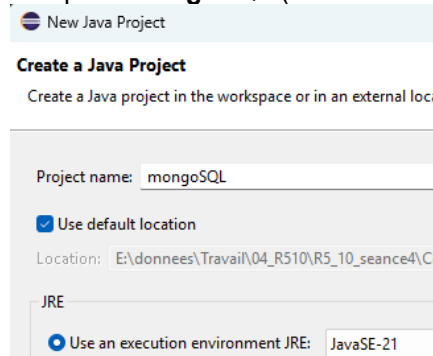 New Java Project
Create a Java Project
Create a Java project in the workspace or in an external loc
Project name: mongoSQL
Use default location
Location: E:\donnees\Travail\04_R510\R5_10_seance4\C
JRE
Use an execution environment JRE: JavaSE-21